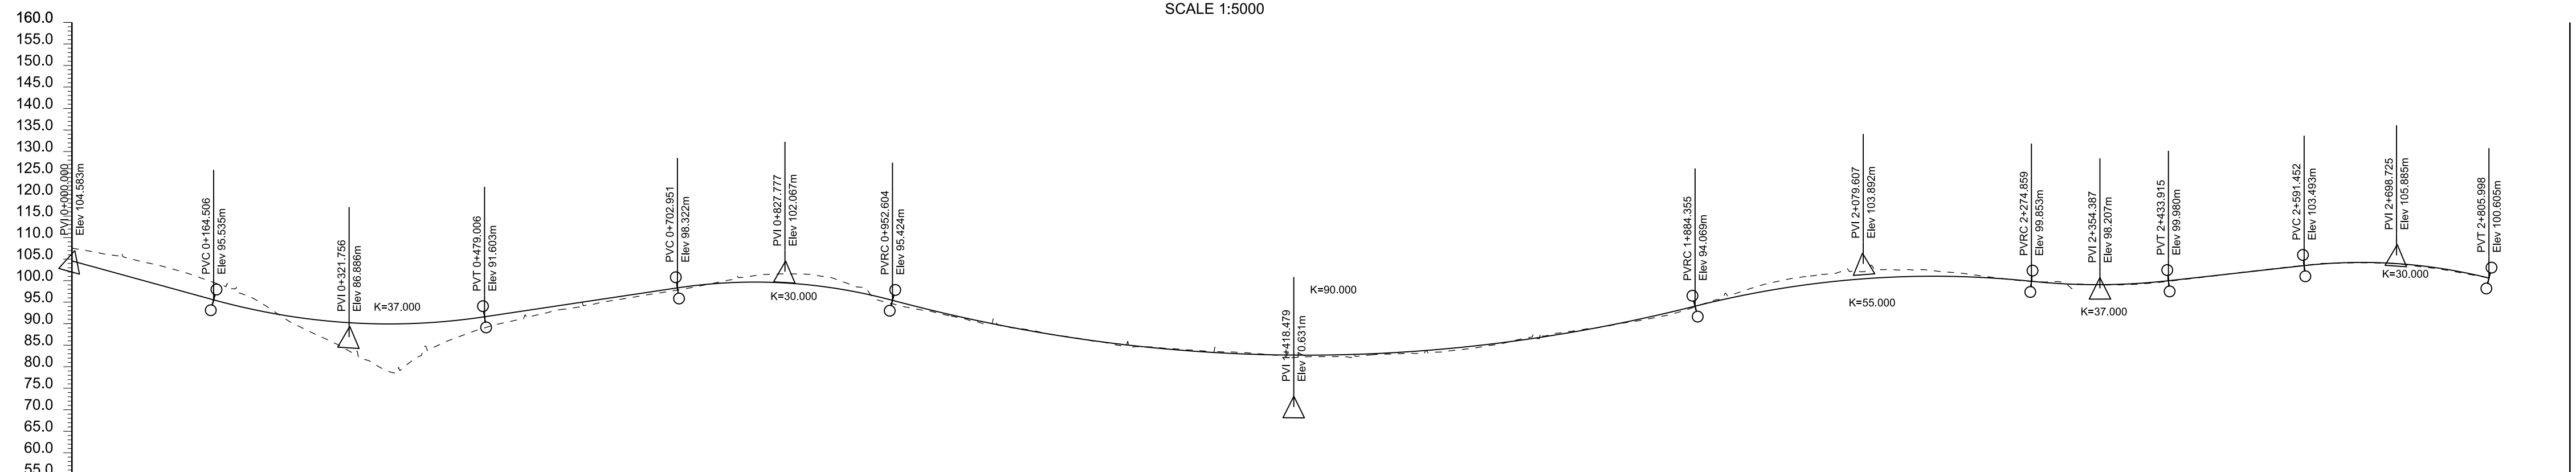 SCALE 1:5000
160.0
155.0
150.0
145.0
140.0
135.0
130.0
125.0
120.0
115.0
110.0
105.0
100.0
95.0
90.0
85.0
80.0
75.0
70.0
65.0
60.0
55.0
PVI 0+000.000
Elev 104.583m
PVC 0+164.506
Elev 95.535m
PVI 0+321.756
Elev 86.886m
K=37.000
PVT 0+479.006
Elev 91.603m
PVC 0+702.951
Elev 98.322m
PVI 0+827.777
Elev 102.067m
K=30.000
PVRC 0+952.604
Elev 95.424m
PVI 1+418.479
Elev 70.631m
K=90.000
PVRC 1+884.355
Elev 94.069m
PVI 2+079.607
Elev 103.892m
K=55.000
PVRC 2+274.859
Elev 99.853m
PVI 2+354.387
Elev 98.207m
K=37.000
PVT 2+433.915
Elev 99.980m
PVC 2+591.452
Elev 103.493m
PVI 2+698.725
Elev 105.885m
K=30.000
PVT 2+805.998
Elev 100.605m